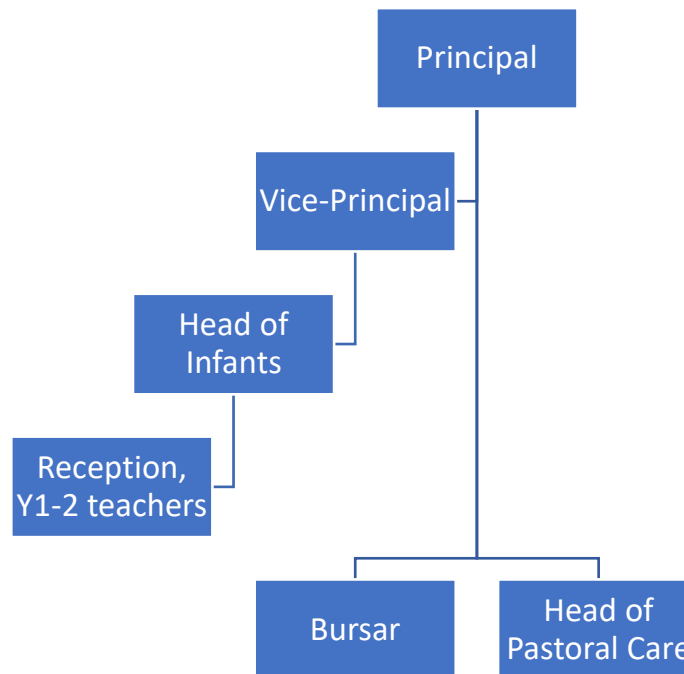 Principal
Vice-Principal
Head of
Infants
Reception,
Y1-2 teachers
Bursar
Head of
Pastoral Care